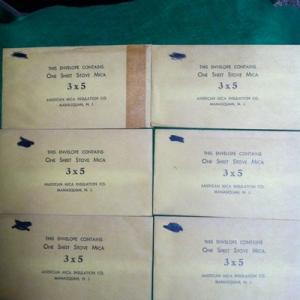 THIS ENVELOPE CONTAINS
ONE SHEET STOVE MICA
3 x 5
AMERICAN MICA INSULATION CO.
MANASQUAN, N. J.
THIS ENVELOPE CONTAINS
ONE SHEET STOVE MICA
3 x 5
AMERICAN MICA INSULATION CO.
MANASQUAN, N. J.
THIS ENVELOPE CONTAINS
ONE SHEET STOVE MICA
3 x 5
AMERICAN MICA INSULATION CO.
MANASQUAN, N. J.
THIS ENVELOPE CONTAINS
ONE SHEET STOVE MICA
3 x 5
AMERICAN MICA INSULATION CO.
MANASQUAN, N. J.
THIS ENVELOPE CONTAINS
ONE SHEET STOVE MICA
3 x 5
AMERICAN MICA INSULATION CO.
MANASQUAN, N. J.
THIS ENVELOPE CONTAINS
ONE SHEET STOVE MICA
3 x 5
AMERICAN MICA INSULATION CO.
MANASQUAN, N. J.